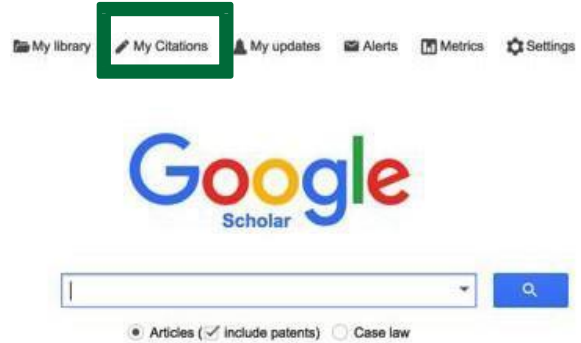 My library My Citations My updates Alerts Metrics Settings
Google
Scholar
Articles (✓ include patents) Case law